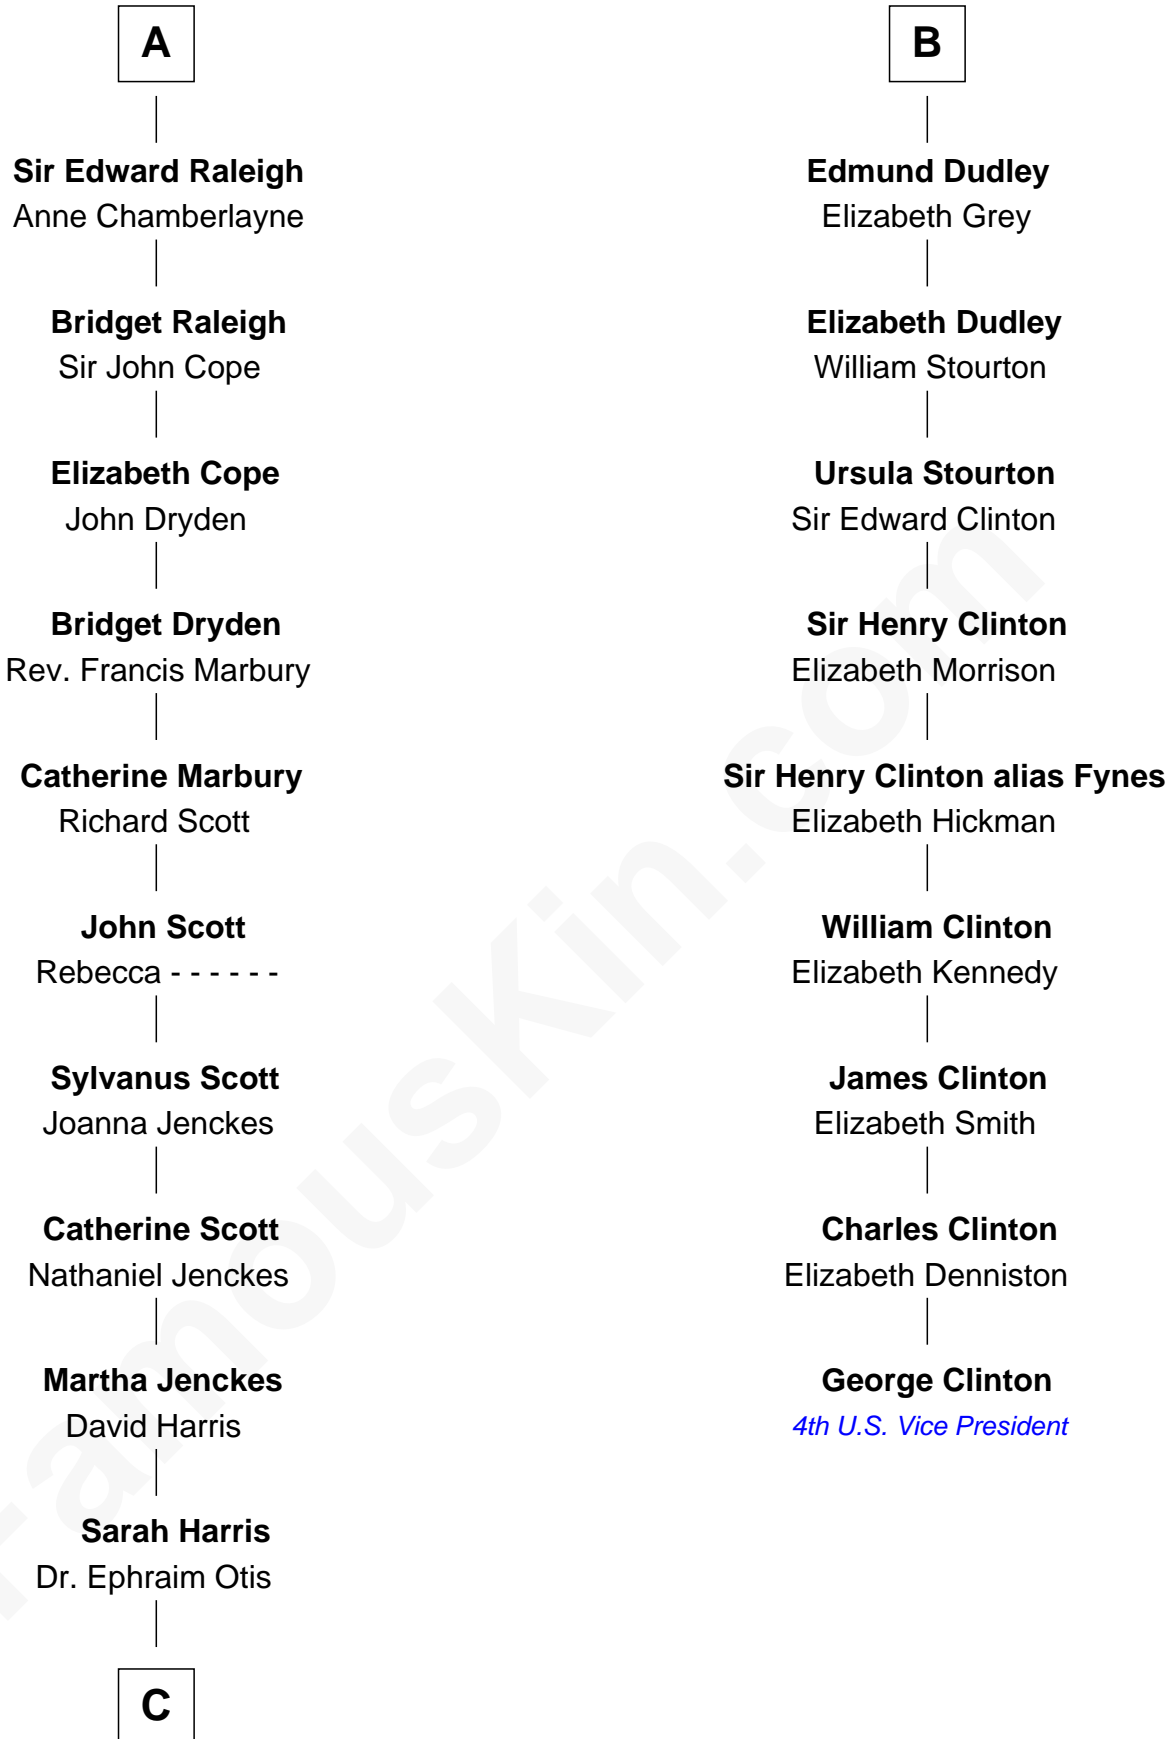 A
Sir Edward Raleigh
Anne Chamberlayne
Bridget Raleigh
Sir John Cope
Elizabeth Cope
John Dryden
Bridget Dryden
Rev. Francis Marbury
Catherine Marbury
Richard Scott
John Scott
Rebecca - - - - - -
Sylvanus Scott
Joanna Jenckes
Catherine Scott
Nathaniel Jenckes
Martha Jenckes
David Harris
Sarah Harris
Dr. Ephraim Otis
C
B
Edmund Dudley
Elizabeth Grey
Elizabeth Dudley
William Stourton
Ursula Stourton
Sir Edward Clinton
Sir Henry Clinton
Elizabeth Morrison
Sir Henry Clinton alias Fynes
Elizabeth Hickman
William Clinton
Elizabeth Kennedy
James Clinton
Elizabeth Smith
Charles Clinton
Elizabeth Denniston
George Clinton
4th U.S. Vice President
FamousKin.com